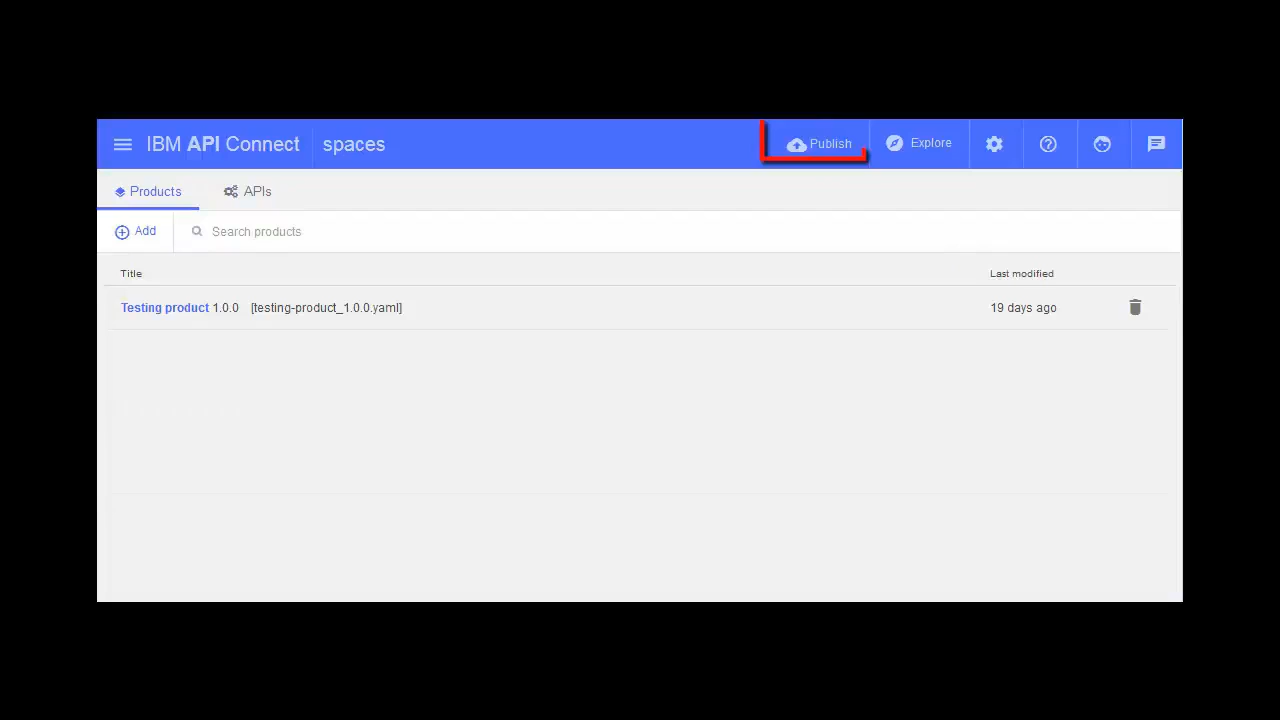 IBM API Connect spaces Publish Explore
Products APIs
Add Search products
Title Last modified
Testing product 1.0.0 [testing-product_1.0.0.yaml] 19 days ago